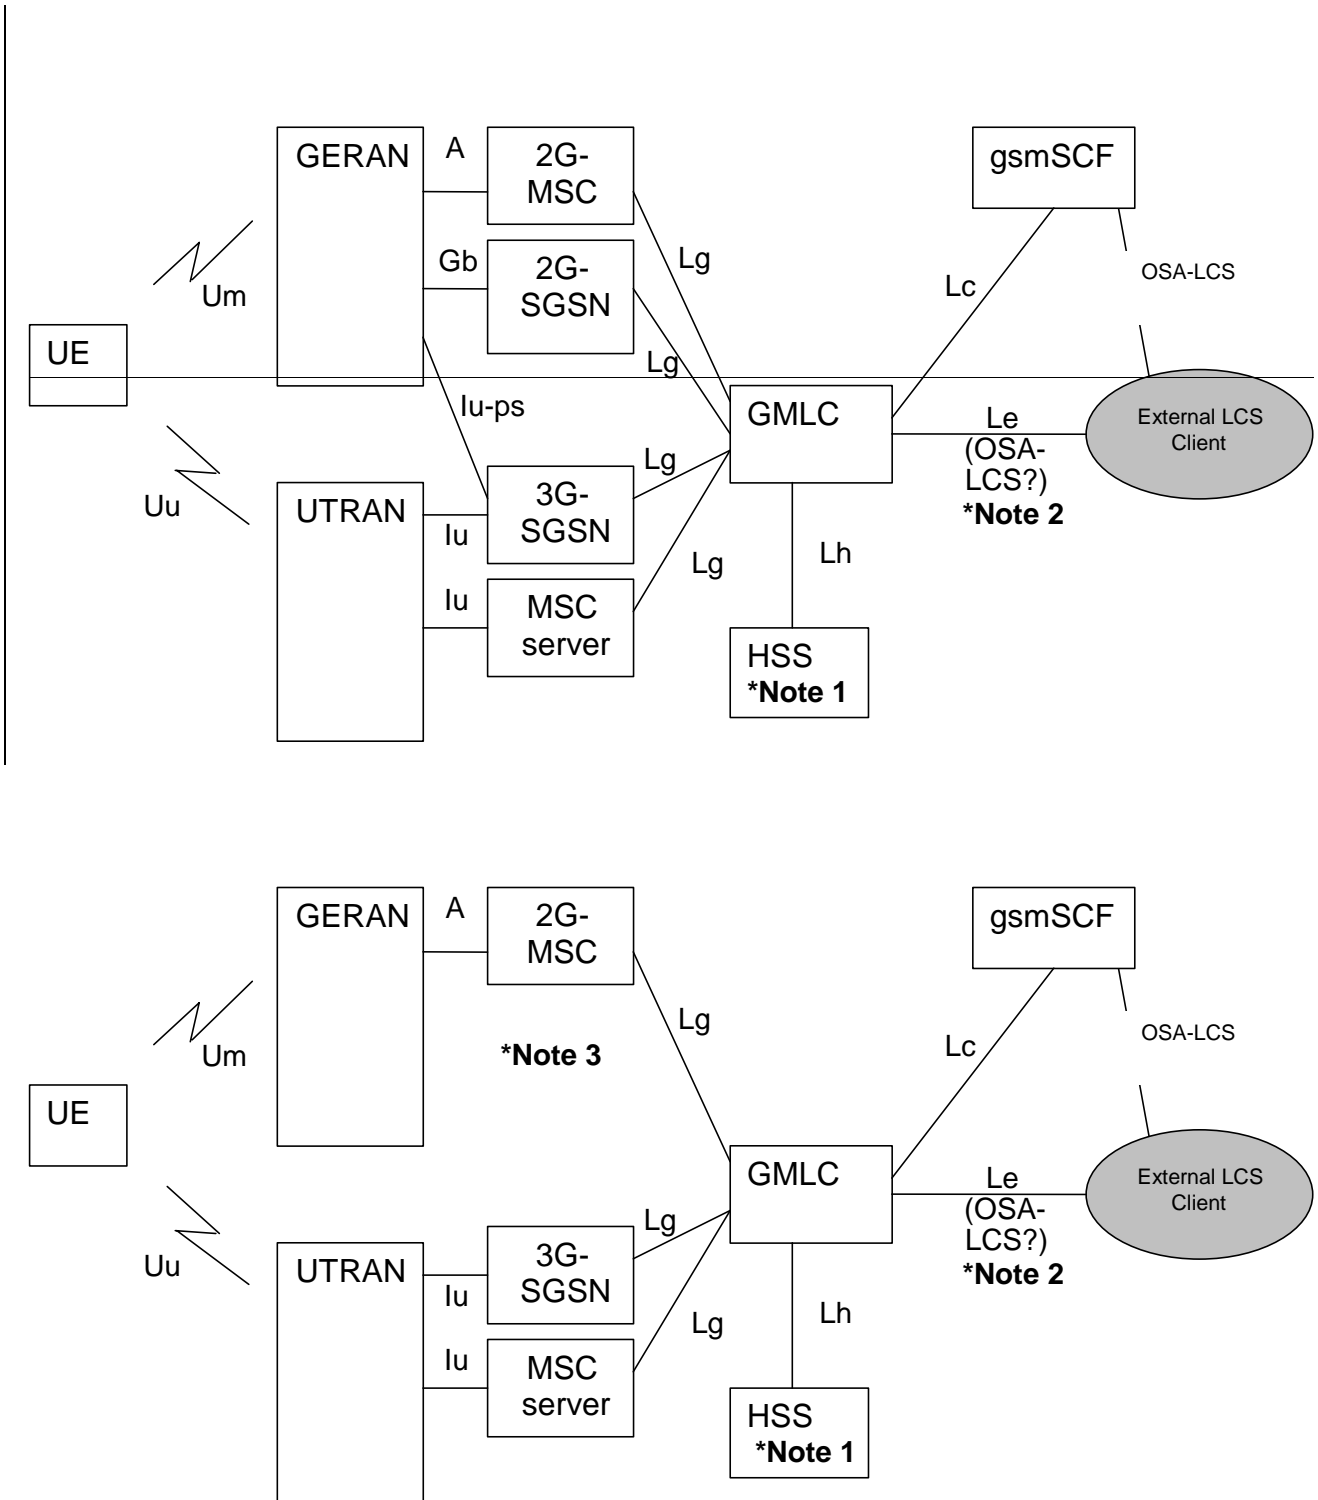 GERAN
A
2G-
MSC
gsmSCF
Gb
2G-
SGSN
Lg
OSA-LCS
Um
Lc
UE
Lg
Iu-ps
GMLC
Le
(OSA-
LCS?)
*Note 2
External LCS
Client
Uu
UTRAN
Iu
3G-
SGSN
Lg
Iu
MSC
server
Lg
Lh
HSS
*Note 1
GERAN
A
2G-
MSC
gsmSCF
Lg
OSA-LCS
Um
*Note 3
Lc
UE
GMLC
Le
(OSA-
LCS?)
*Note 2
External LCS
Client
Uu
UTRAN
Iu
3G-
SGSN
Lg
Iu
MSC
server
Lg
Lh
HSS
*Note 1